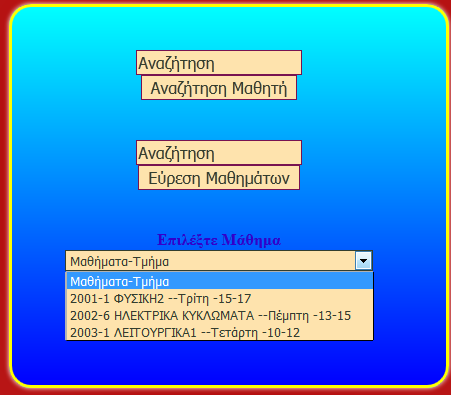 Αναζήτηση
Αναζήτηση Μαθητή
Αναζήτηση
Εύρεση Μαθημάτων
Επιλέξτε Μάθημα
Μαθήματα-Τμήμα
Μαθήματα-Τμήμα
2001-1 ΦΥΣΙΚΗ2 --Τρίτη -15-17
2002-6 ΗΛΕΚΤΡΙΚΑ ΚΥΚΛΩΜΑΤΑ --Πέμπτη -13-15
2003-1 ΛΕΙΤΟΥΡΓΙΚΑ1 --Τετάρτη -10-12